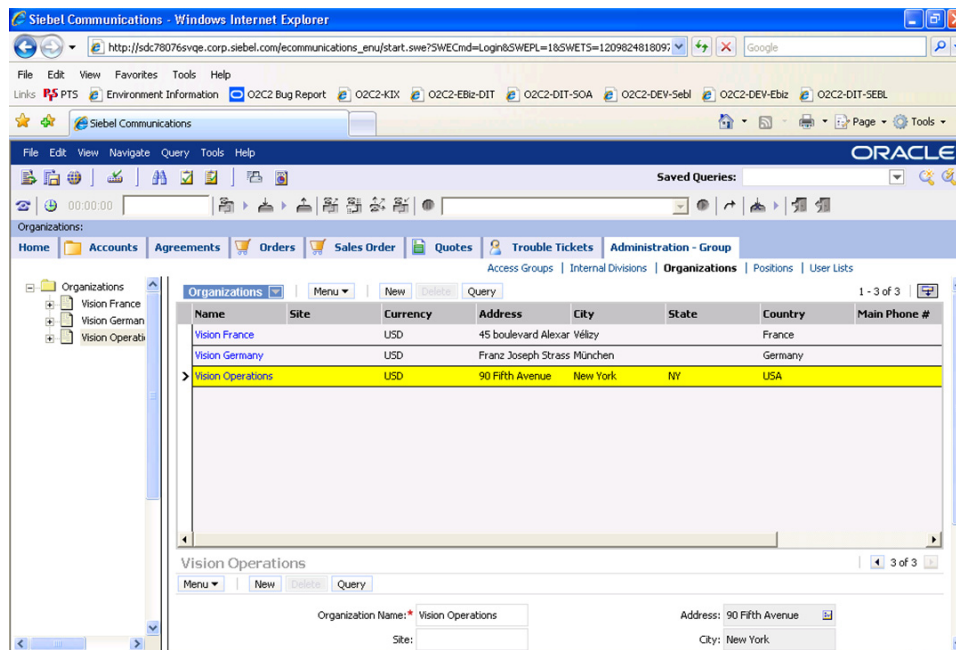 Siebel Communications - Windows Internet Explorer
http://sdc78076svqe.corp.siebel.com/ecommunications_enu/start.swe?SWECmd=Login&SWEPL=1&SWETS=1209824818097
Google
File Edit View Favorites Tools Help
Links PTS Environment Information O2C2 Bug Report O2C2-KIX O2C2-EBiz-DIT O2C2-DIT-SOA O2C2-DEV-Sebl O2C2-DEV-Ebiz O2C2-DIT-SEBL
Siebel Communications Page Tools
File Edit View Navigate Query Tools Help ORACLE
Saved Queries:
00:00:00
Organizations:
Home Accounts Agreements Orders Sales Order Quotes Trouble Tickets Administration - Group
Access Groups | Internal Divisions | Organizations | Positions | User Lists
Organizations
Vision France
Vision German
Vision Operati
Organizations Menu New Delete Query 1 - 3 of 3
Name Site Currency Address City State Country Main Phone #
Vision France USD 45 boulevard Alexar Vélizy France
Vision Germany USD Franz Joseph Strass München Germany
Vision Operations USD 90 Fifth Avenue New York NY USA
Vision Operations 3 of 3
Menu New Delete Query
Organization Name:* Vision Operations Address: 90 Fifth Avenue
Site: City: New York